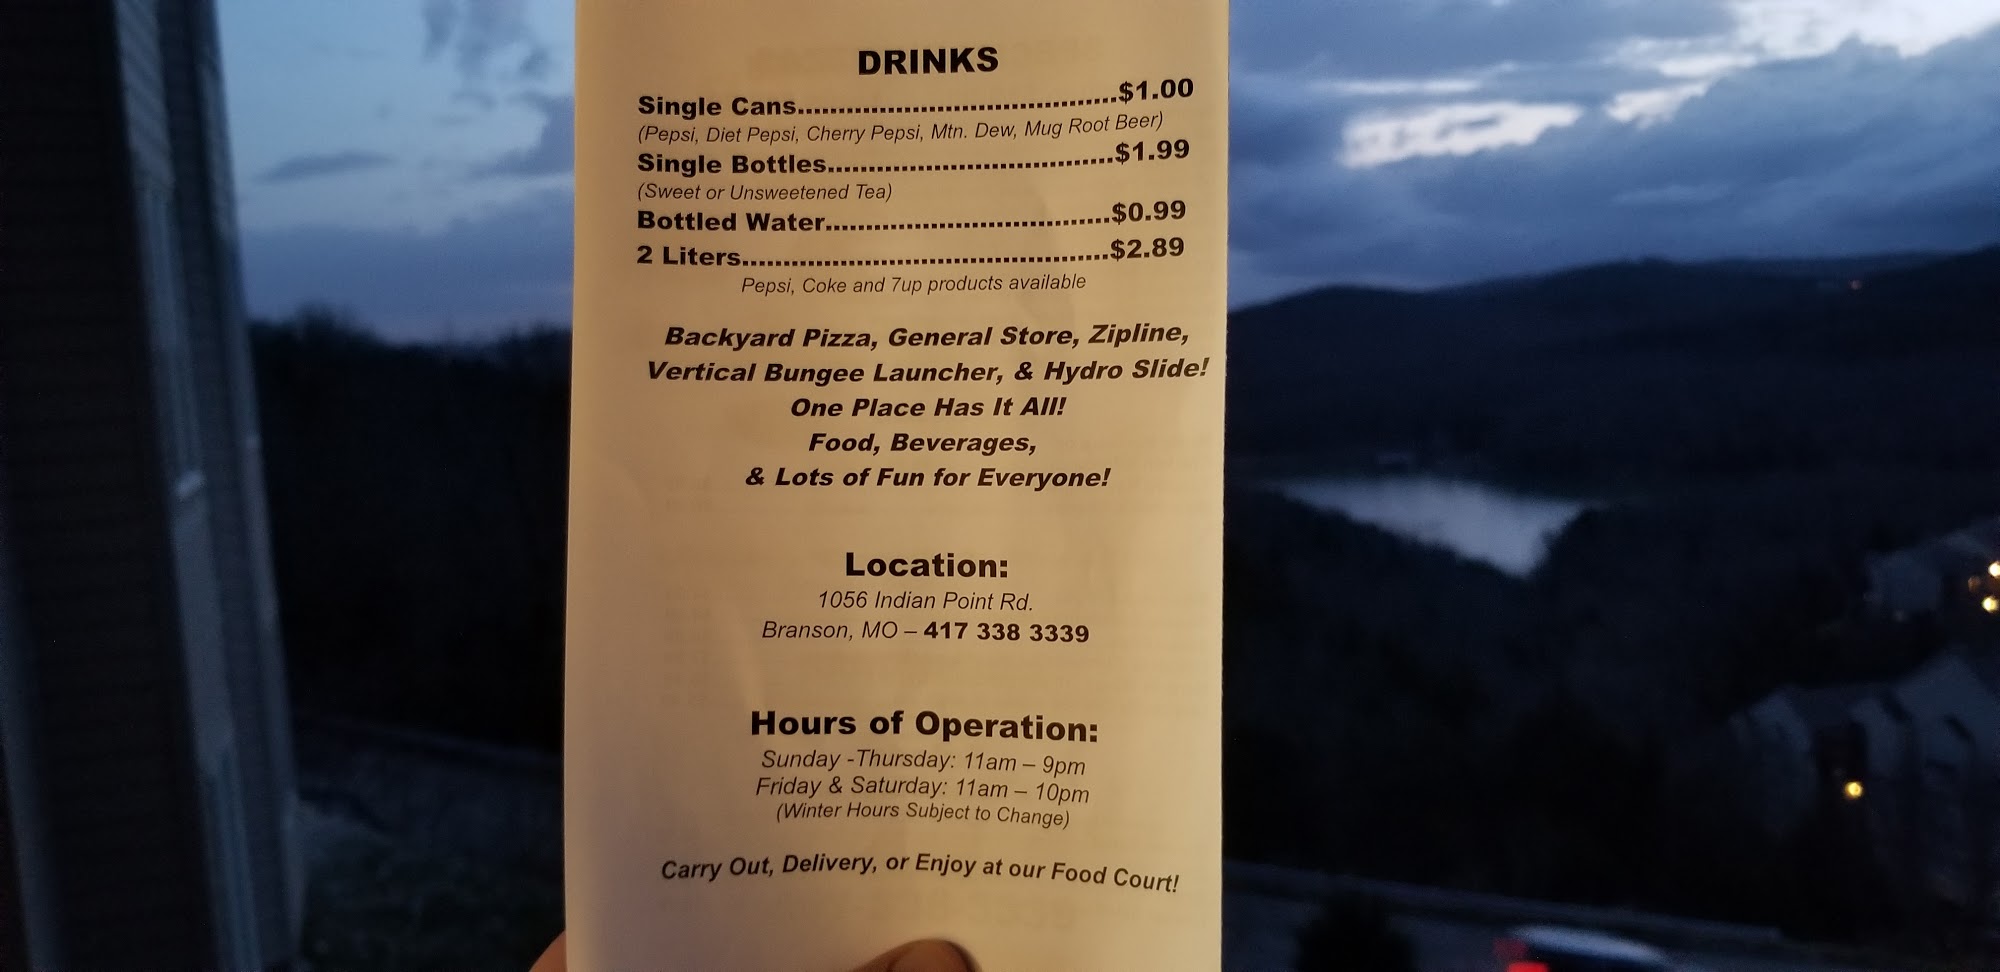 DRINKS
Single Cans.......................................$1.00
(Pepsi, Diet Pepsi, Cherry Pepsi, Mtn. Dew, Mug Root Beer)
Single Bottles...................................$1.99
(Sweet or Unsweetened Tea)
Bottled Water...................................$0.99
2 Liters.............................................$2.89
Pepsi, Coke and 7up products available
Backyard Pizza, General Store, Zipline,
Vertical Bungee Launcher, & Hydro Slide!
One Place Has It All!
Food, Beverages,
& Lots of Fun for Everyone!
Location:
1056 Indian Point Rd.
Branson, MO – 417 338 3339
Hours of Operation:
Sunday -Thursday: 11am – 9pm
Friday & Saturday: 11am – 10pm
(Winter Hours Subject to Change)
Carry Out, Delivery, or Enjoy at our Food Court!